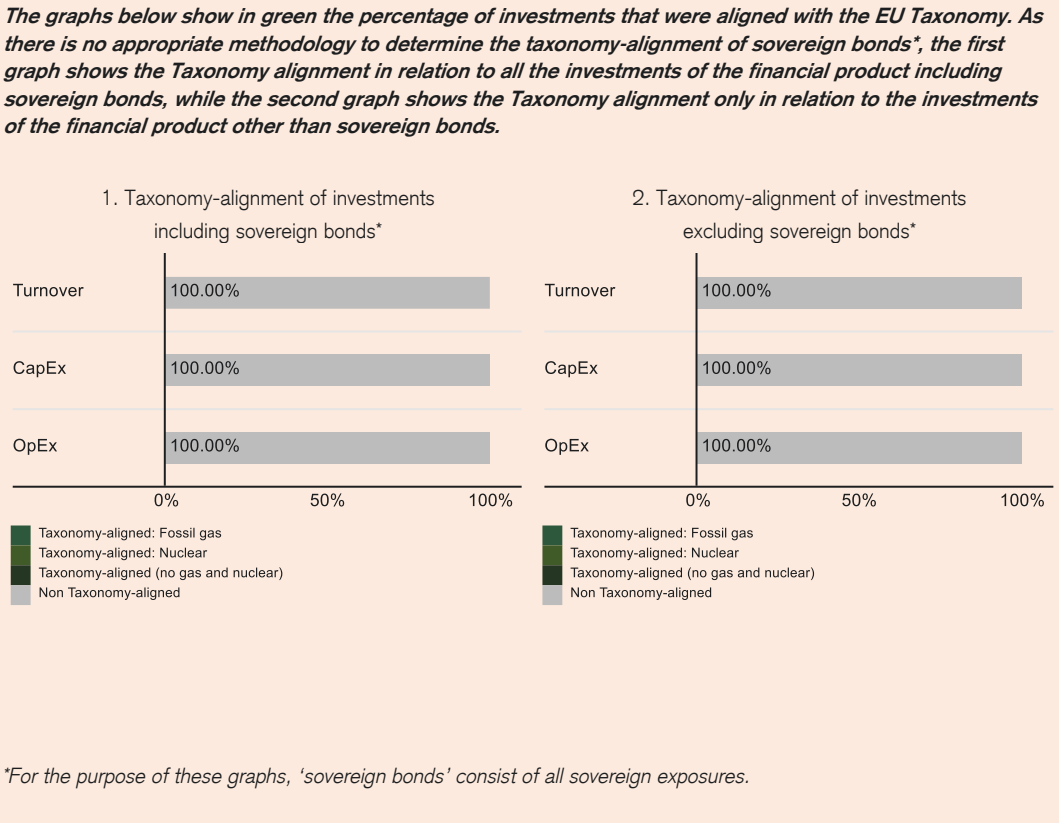 The graphs below show in green the percentage of investments that were aligned with the EU Taxonomy. As
there is no appropriate methodology to determine the taxonomy-alignment of sovereign bonds*, the first
graph shows the Taxonomy alignment in relation to all the investments of the financial product including
sovereign bonds, while the second graph shows the Taxonomy alignment only in relation to the investments
of the financial product other than sovereign bonds.
1. Taxonomy-alignment of investments
including sovereign bonds*
Turnover
100.00%
CapEx
100.00%
OpEx
100.00%
0% 50% 100%
Taxonomy-aligned: Fossil gas
Taxonomy-aligned: Nuclear
Taxonomy-aligned (no gas and nuclear)
Non Taxonomy-aligned
2. Taxonomy-alignment of investments
excluding sovereign bonds*
Turnover
100.00%
CapEx
100.00%
OpEx
100.00%
0% 50% 100%
Taxonomy-aligned: Fossil gas
Taxonomy-aligned: Nuclear
Taxonomy-aligned (no gas and nuclear)
Non Taxonomy-aligned
*For the purpose of these graphs, ‘sovereign bonds’ consist of all sovereign exposures.